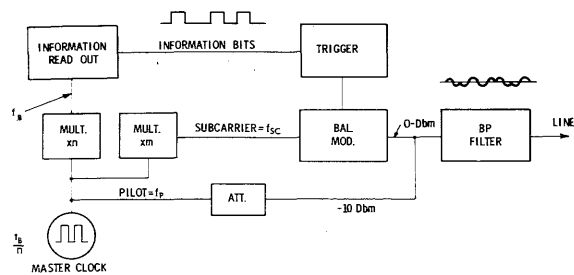 INFORMATION
READ OUT
INFORMATION BITS
TRIGGER
f_B
MULT.
xn
MULT.
xm
SUBCARRIER=f_SC
BAL.
MOD.
0-Dbm
BP
FILTER
LINE
PILOT=f_P
ATT.
-10 Dbm
f_B
n
MASTER CLOCK